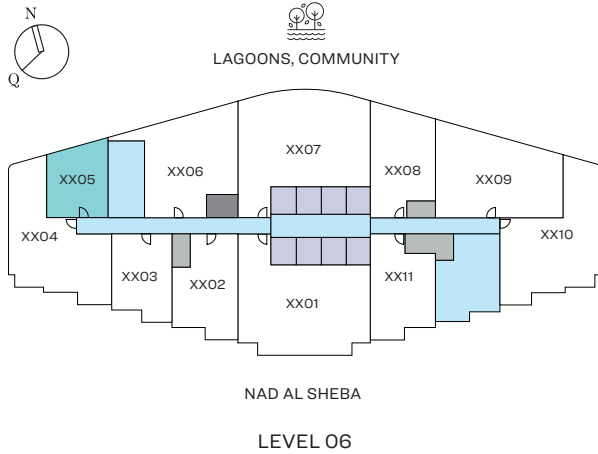 N
Q
LAGOONS, COMMUNITY
XX07
XX06
XX08
XX05
XX09
XX04
XX10
XX03
XX02
XX11
XX01
NAD AL SHEBA
LEVEL 06